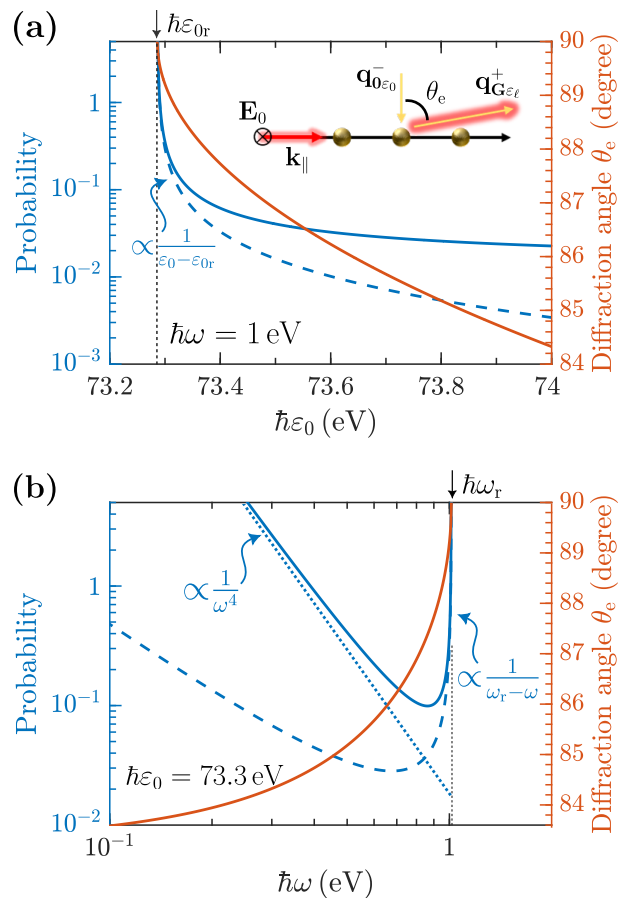 (a)
ħε₀ᵣ
Probability
1
10⁻¹
10⁻²
10⁻³
E₀
k∥
q⁻₀ε₀
θₑ
q⁺Gεℓ
∝ 1/(ε₀−ε₀ᵣ)
ħω = 1 eV
90
89
88
87
86
85
84
Diffraction angle θₑ (degree)
73.2
73.4
73.6
73.8
74
ħε₀ (eV)
(b)
ħωᵣ
Probability
1
10⁻¹
10⁻²
∝ 1/ω⁴
∝ 1/(ωᵣ−ω)
ħε₀ = 73.3 eV
90
89
88
87
86
85
84
Diffraction angle θₑ (degree)
10⁻¹
1
ħω (eV)